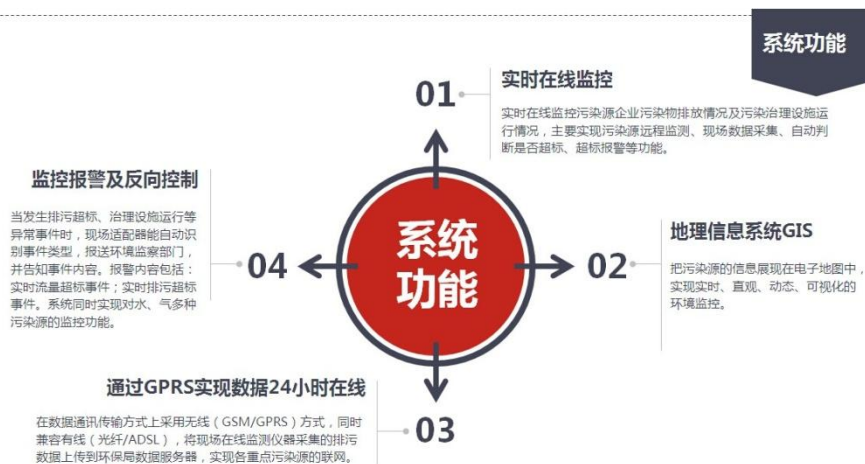 系统功能
01
实时在线监控
实时在线监控污染源企业污染物排放情况及污染治理设施运
行情况，主要实现污染源远程监测、现场数据采集、自动判
断是否超标、超标报警等功能。
监控报警及反向控制
当发生排污超标、治理设施运行等
异常事件时，现场适配器能自动识
别事件类型，报送环境监察部门，
并告知事件内容。报警内容包括：
实时流量超标事件；实时排污超标
事件。系统同时实现对水、气多种
污染源的监控功能。
04
系统
功能
02
地理信息系统GIS
把污染源的信息展现在电子地图中，
实现实时、直观、动态、可视化的
环境监控。
通过GPRS实现数据24小时在线
在数据通讯传输方式上采用无线（GSM/GPRS）方式，同时
兼容有线（光纤/ADSL），将现场在线监测仪器采集的排污
数据上传到环保局数据服务器，实现各重点污染源的联网。
03